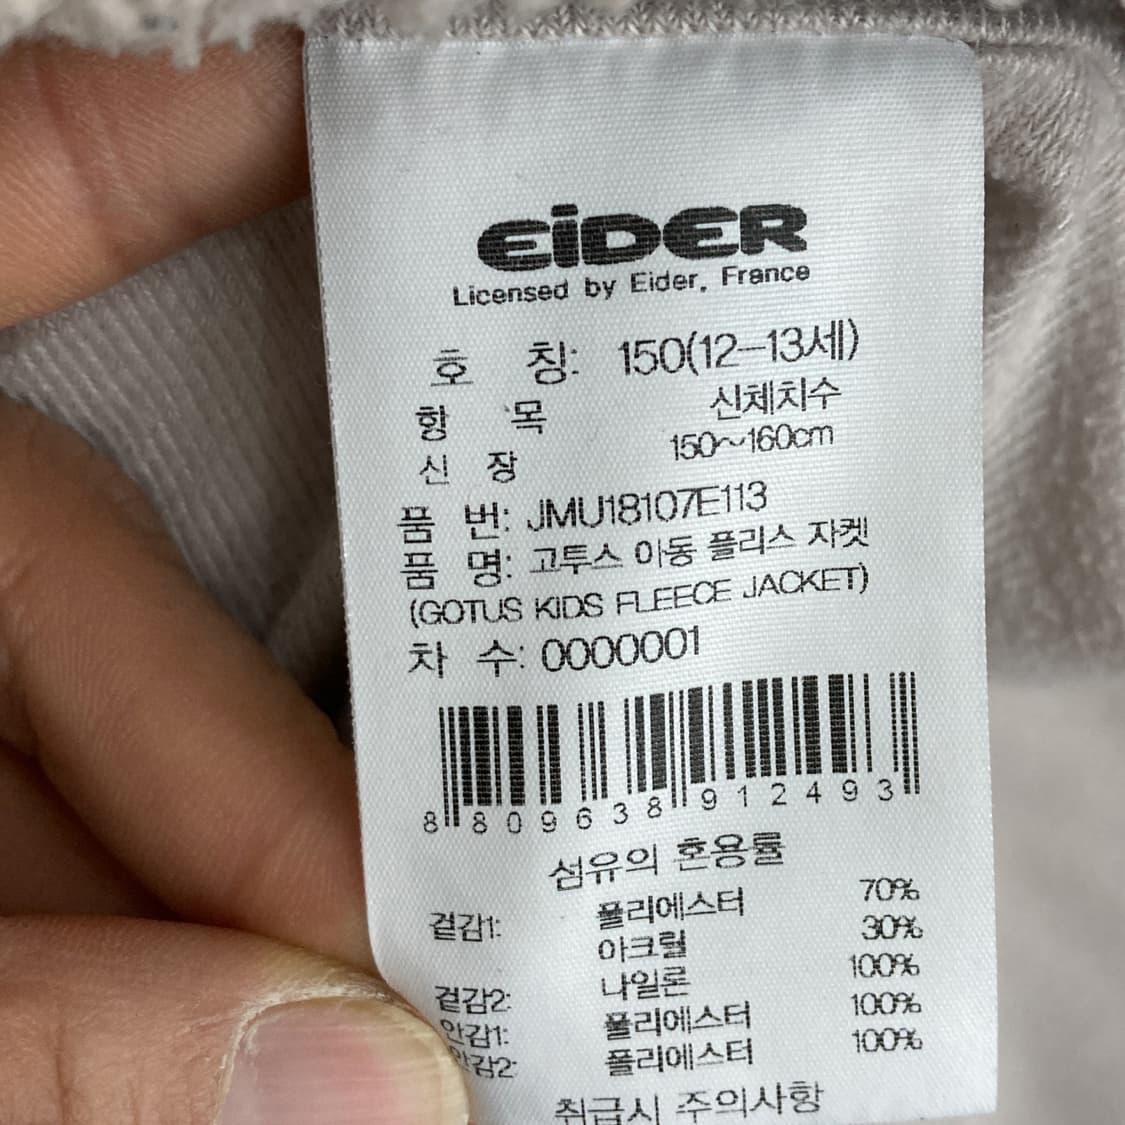 EiDER
Licensed by Eider, France
호 칭: 150(12-13세)
항 목 신체치수
신 장 150~160cm
품 번: JMU18107E113
품 명: 고투스 아동 플리스 자켓
(GOTUS KIDS FLEECE JACKET)
차 수: 0000001
8 809638 912493
섬유의 혼용률
겉감1: 폴리에스터 70%
아크릴 30%
겉감2: 나일론 100%
안감1: 폴리에스터 100%
안감2: 폴리에스터 100%
취급시 주의사항